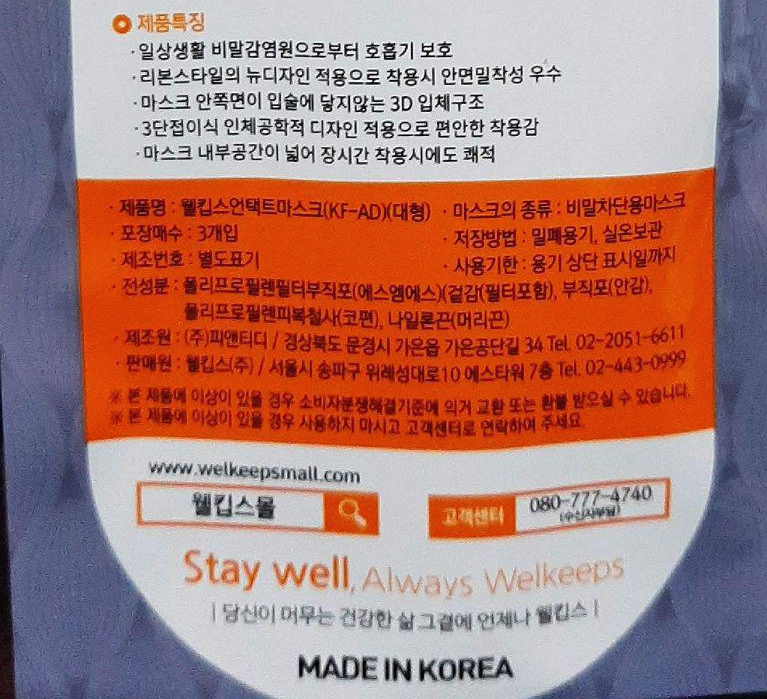 제품특징
·일상생활 비말감염원으로부터 호흡기 보호
·리본스타일의 뉴디자인 적용으로 착용시 안면밀착성 우수
·마스크 안쪽면이 입술에 닿지않는 3D 입체구조
·3단접이식 인체공학적 디자인 적용으로 편안한 착용감
·마스크 내부공간이 넓어 장시간 착용시에도 쾌적
· 제품명 : 웰킵스언택트마스크(KF-AD)(대형) · 마스크의 종류 : 비말차단용마스크
· 포장매수 : 3개입 · 저장방법 : 밀폐용기, 실온보관
· 제조번호 : 별도표기 · 사용기한 : 용기 상단 표시일까지
· 전성분 : 폴리프로필렌필터부직포(에스엠에스)(겉감(필터포함), 부직포(안감),
폴리프로필렌피복철사(코편), 나일론끈(머리끈)
· 제조원 : (주)피앤티디 / 경상북도 문경시 가은읍 가은공단길 34 Tel. 02-2051-6611
· 판매원 : 웰킵스(주) / 서울시 송파구 위례성대로10 에스타워 7층 Tel. 02-443-0999
※ 본 제품에 이상이 있을 경우 소비자분쟁해결기준에 의거 교환 또는 환불 받으실 수 있습니다.
※ 본 제품에 이상이 있을 경우 사용하지 마시고 고객센터로 연락하여 주세요.
www.welkeepsmall.com
웰킵스몰 고객센터 080-777-4740
(수신자부담)
Stay well, Always Welkeeps
| 당신이 머무는 건강한 삶 그곁에 언제나 웰킵스 |
MADE IN KOREA